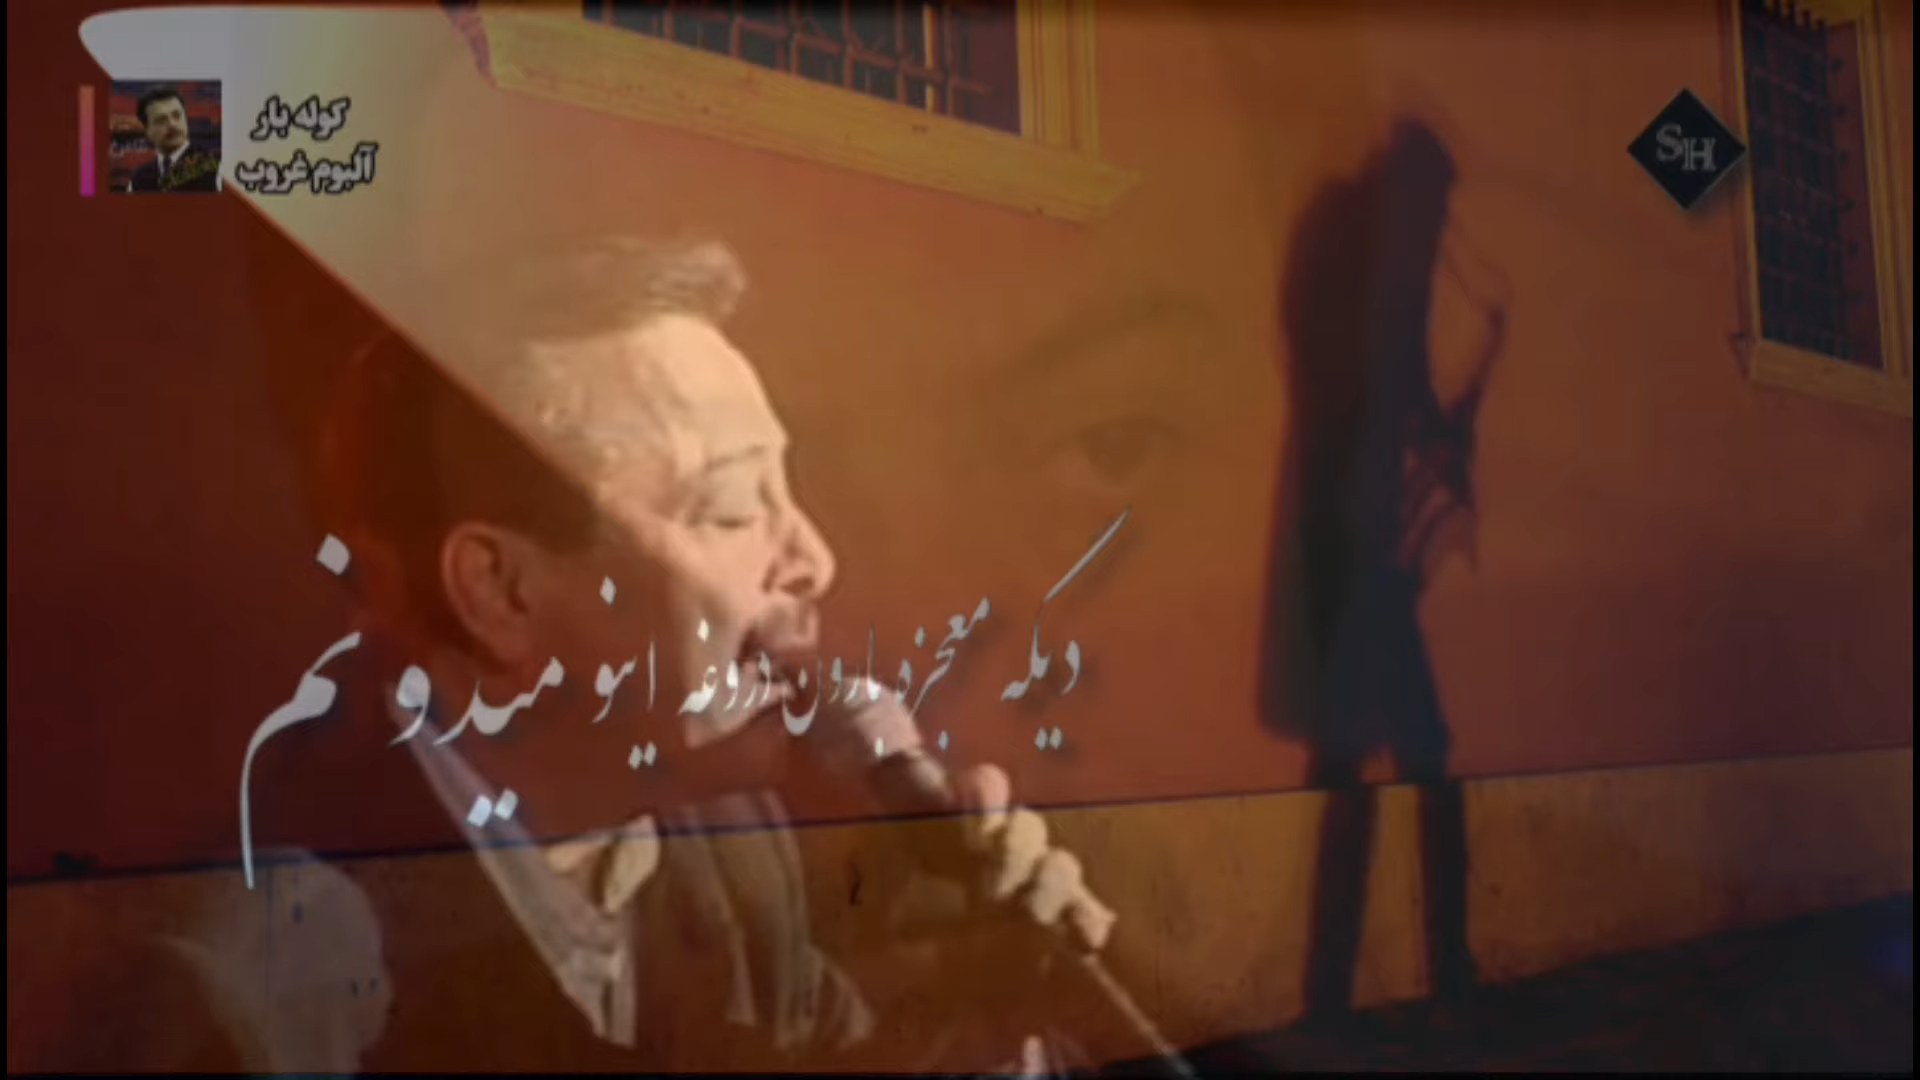 کوله بار
آلبوم غروب
SH
دیگه معجزه بارون دروغه اینو میدونم